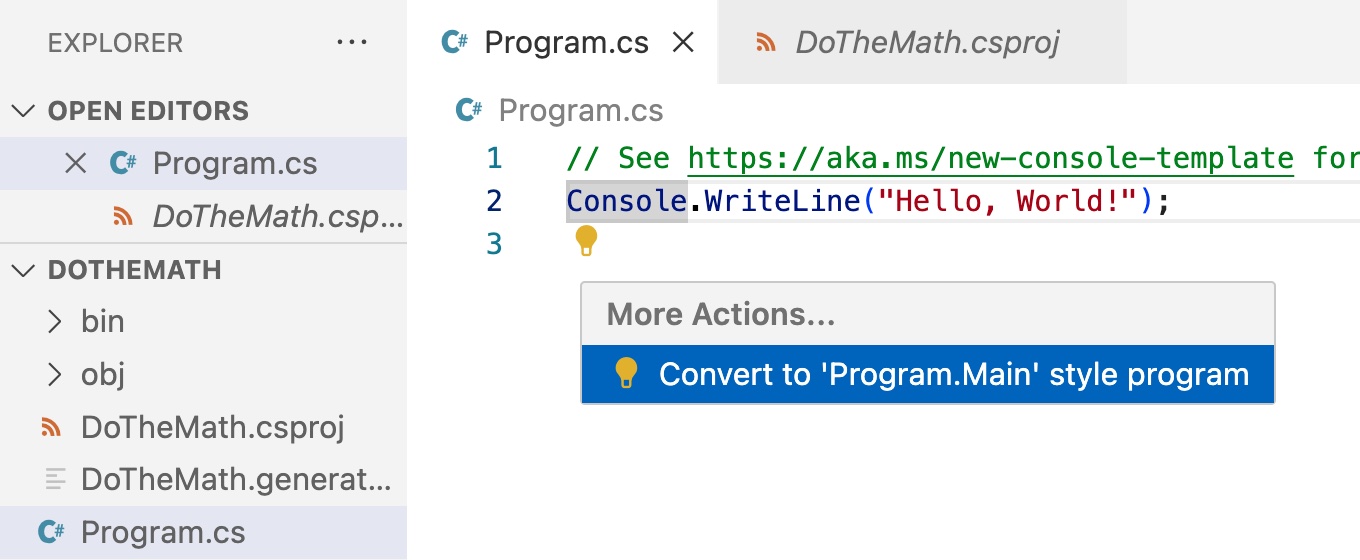 EXPLORER ...
OPEN EDITORS
Program.cs
DoTheMath.csp...
DOTHEMATH
bin
obj
DoTheMath.csproj
DoTheMath.generat...
Program.cs
Program.cs
DoTheMath.csproj
Program.cs
1 // See https://aka.ms/new-console-template for
2 Console.WriteLine("Hello, World!");
3
More Actions...
Convert to 'Program.Main' style program